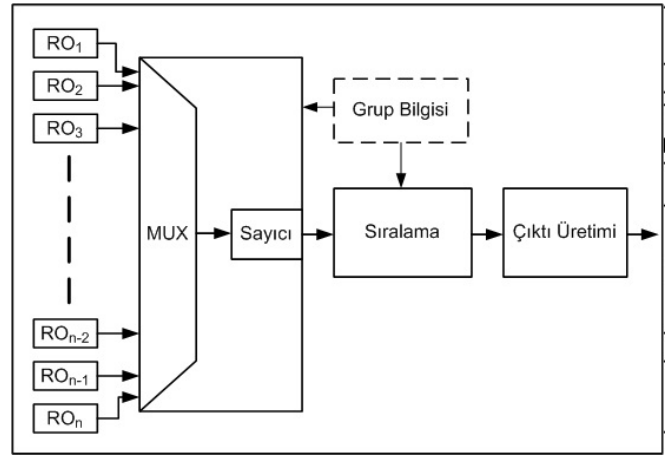 RO₁
RO₂
RO₃
ROₙ₋₂
ROₙ₋₁
ROₙ
MUX
Sayıcı
Grup Bilgisi
Sıralama
Çıktı Üretimi